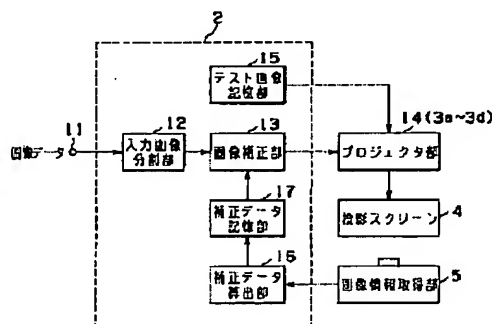 2
15
テスト画像
記憶部
12
13
14(3a~3d)
11
画像データ
入力画像
分割部
画像補正部
プロジェクタ部
17
補正データ
記憶部
投影スクリーン
4
16
補正データ
算出部
画像情報取得部
5